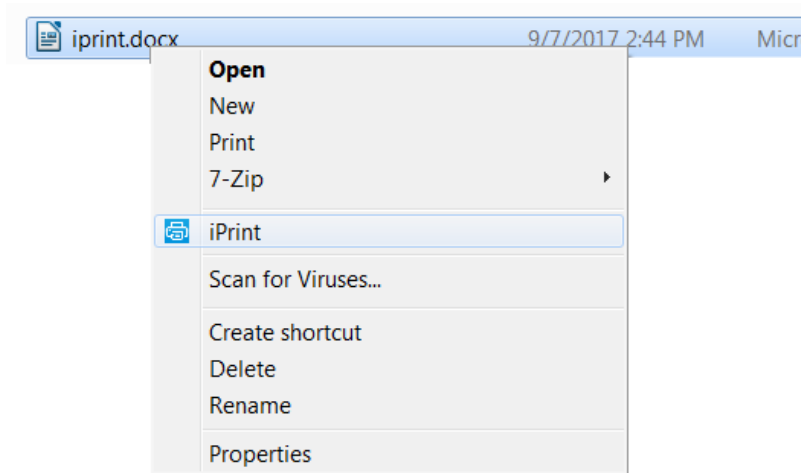 iprint.docx 9/7/2017 2:44 PM Micr
Open
New
Print
7-Zip
iPrint
Scan for Viruses...
Create shortcut
Delete
Rename
Properties